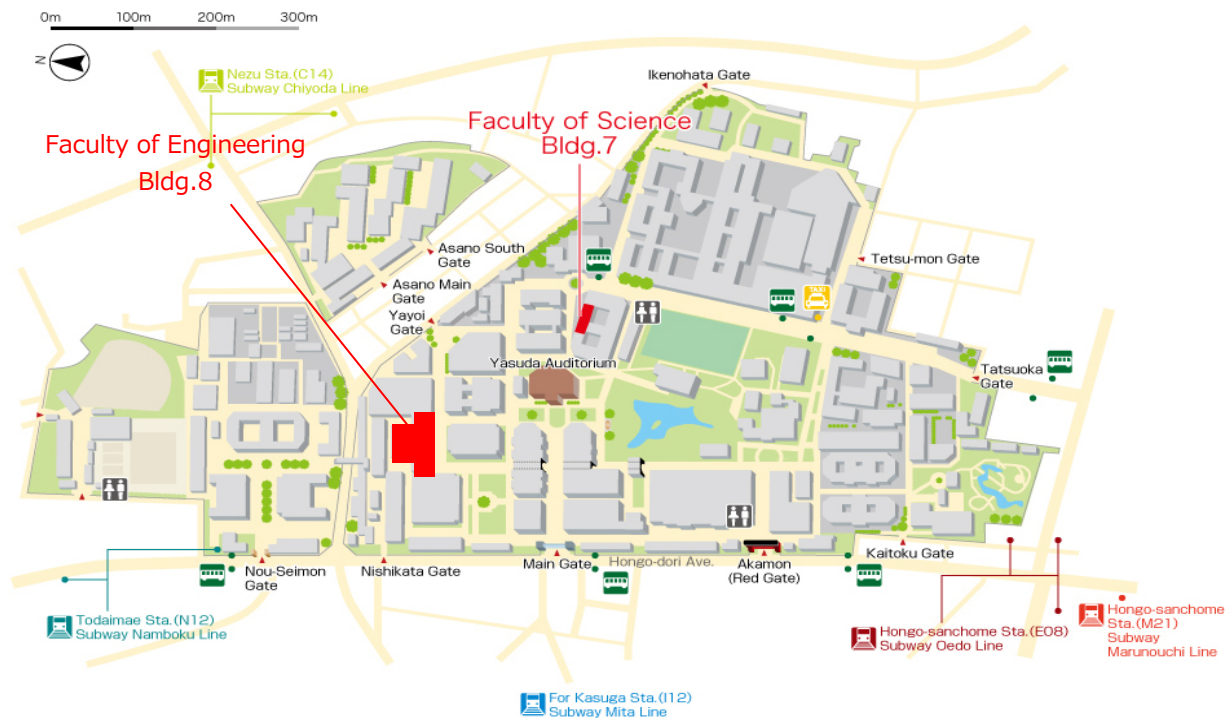 0m 100m 200m 300m
N
Nezu Sta.(C14)
Subway Chiyoda Line
Ikenohata Gate
Faculty of Science
Bldg.7
Faculty of Engineering
Bldg.8
Asano South
Gate
Tetsu-mon Gate
Asano Main
Gate
TAXI
Yayoi
Gate
Yasuda Auditorium
Tatsuoka
Gate
Nou-Seimon
Gate
Nishikata Gate
Main Gate
Hongo-dori Ave.
Akamon
(Red Gate)
Kaitoku Gate
Todaimae Sta.(N12)
Subway Namboku Line
Hongo-sanchome Sta.(E08)
Subway Oedo Line
Hongo-sanchome
Sta.(M21)
Subway
Marunouchi Line
For Kasuga Sta.(I12)
Subway Mita Line